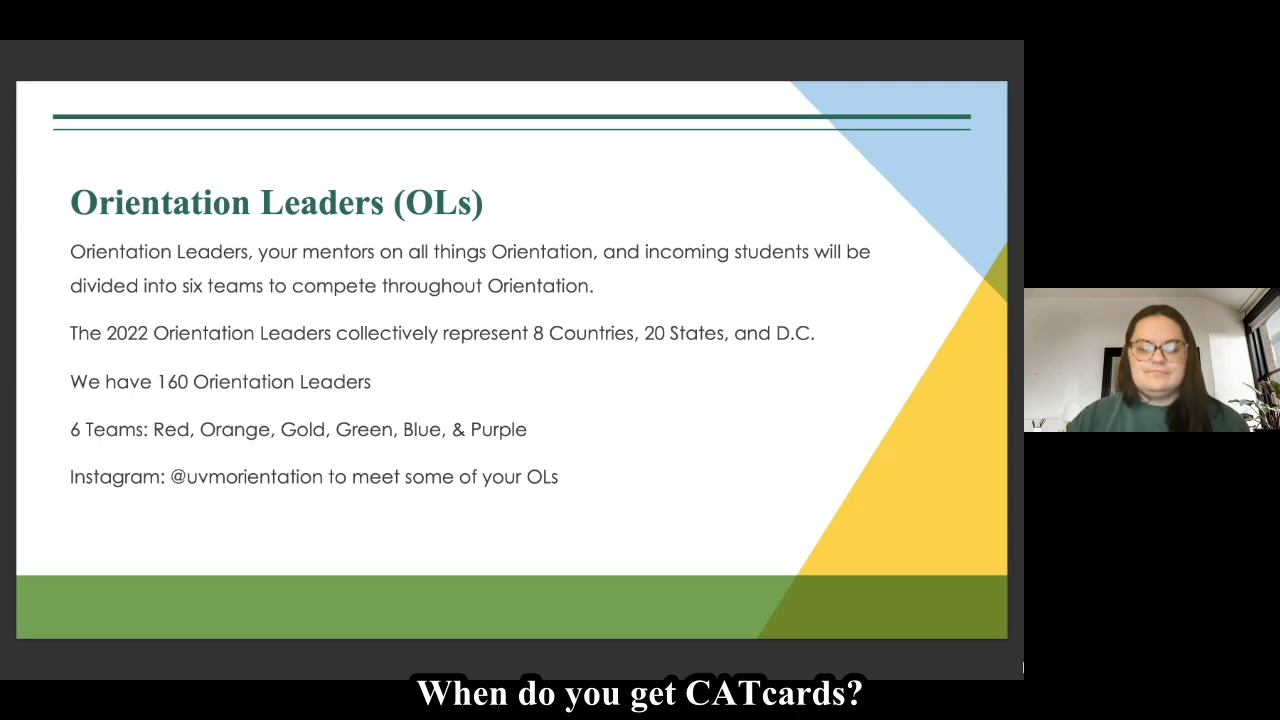 Orientation Leaders (OLs)
Orientation Leaders, your mentors on all things Orientation, and incoming students will be
divided into six teams to compete throughout Orientation.
The 2022 Orientation Leaders collectively represent 8 Countries, 20 States, and D.C.
We have 160 Orientation Leaders
6 Teams: Red, Orange, Gold, Green, Blue, & Purple
Instagram: @uvmorientation to meet some of your OLs
When do you get CATcards?